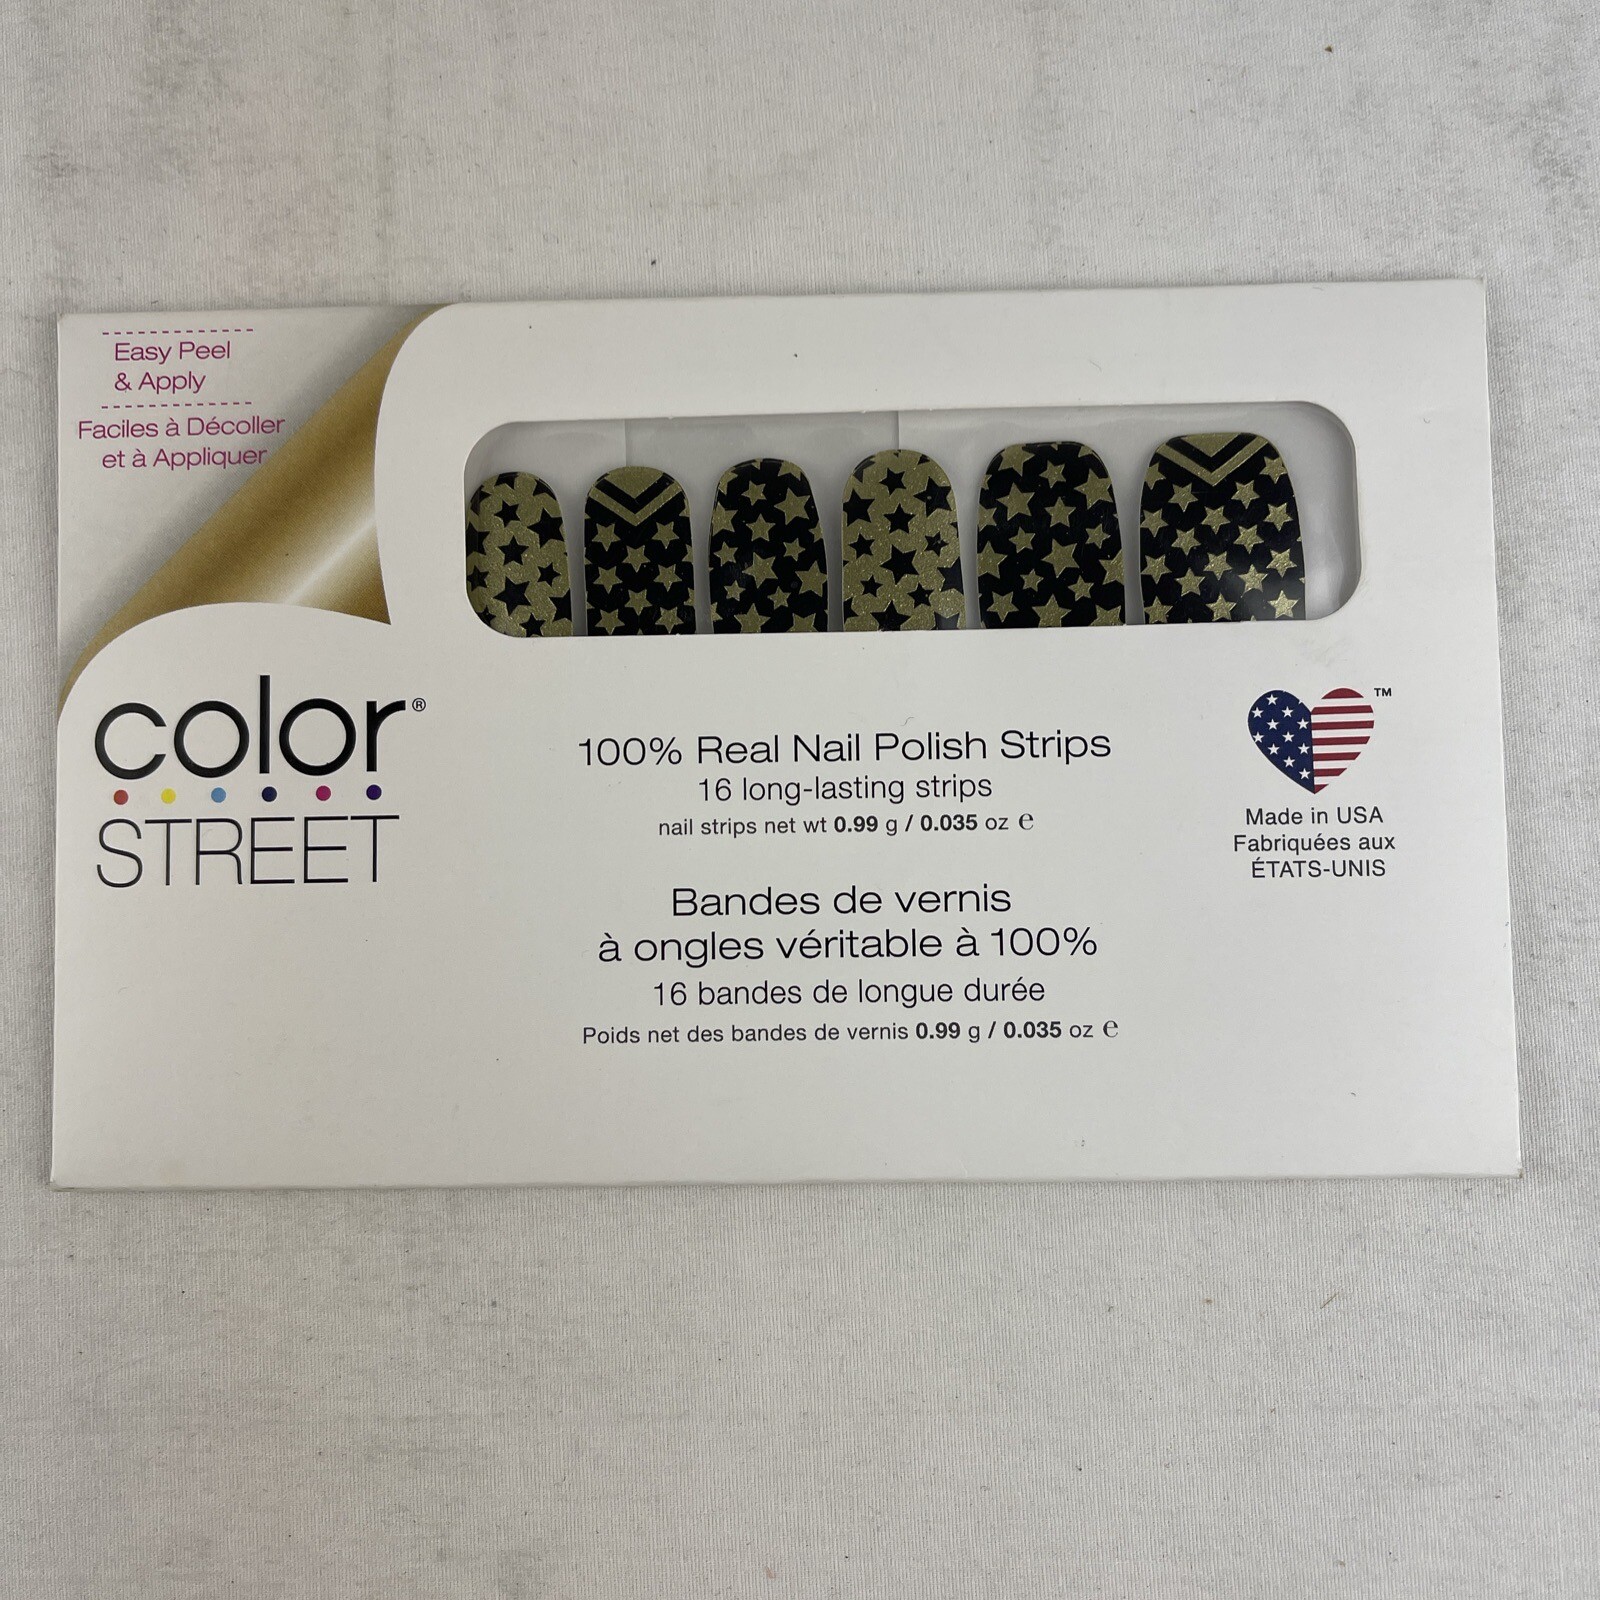 Easy Peel
& Apply
Faciles à Décoller
et à Appliquer
color®
STREET
100% Real Nail Polish Strips
16 long-lasting strips
nail strips net wt 0.99 g / 0.035 oz ℮
Bandes de vernis
à ongles véritable à 100%
16 bandes de longue durée
Poids net des bandes de vernis 0.99 g / 0.035 oz ℮
™
Made in USA
Fabriquées aux
ÉTATS-UNIS